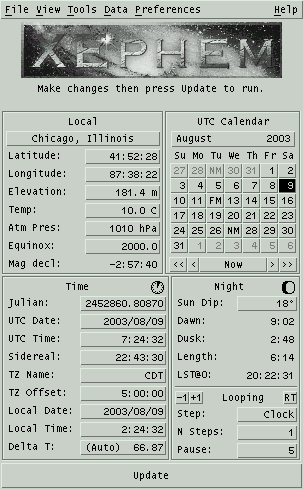 File View Tools Data Preferences Help
XEPHEM
Make changes then press Update to run.
Local
Chicago, Illinois
Latitude: 41:52:28
Longitude: 87:38:22
Elevation: 181.4 m
Temp: 10.0 C
Atm Pres: 1010 hPa
Equinox: 2000.0
Mag decl: -2:57:40
UTC Calendar
August 2003
Su Mo Tu We Th Fr Sa
27 28 NM 30 31 1 2
3 4 5 6 7 8 9
10 11 FM 13 14 15 16
17 18 19 20 21 22 23
24 25 26 NM 28 29 30
31 1 2 3 4 5 6
<< < Now > >>
Time
Julian: 2452860.80870
UTC Date: 2003/08/09
UTC Time: 7:24:32
Sidereal: 22:43:30
TZ Name: CDT
TZ Offset: 5:00:00
Local Date: 2003/08/09
Local Time: 2:24:32
Delta T: (Auto) 66.87
Night
Sun Dip: 18°
Dawn: 9:02
Dusk: 2:48
Length: 6:14
LST@0: 20:22:31
-1 +1 Looping RT
Step: Clock
N Steps: 1
Pause: 5
Update